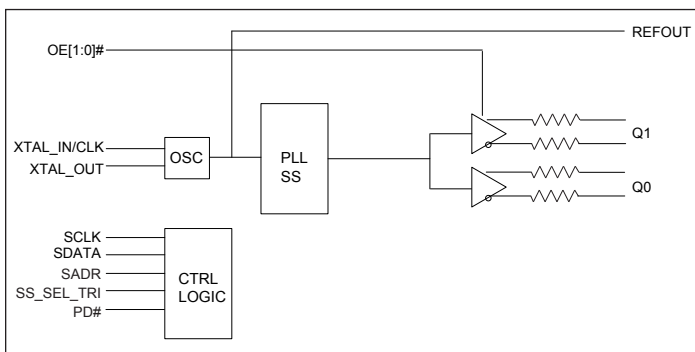 REFOUT
OE[1:0]#
XTAL_IN/CLK
XTAL_OUT
OSC
PLL
SS
Q1
Q0
SCLK
SDATA
SADR
SS_SEL_TRI
PD#
CTRL
LOGIC